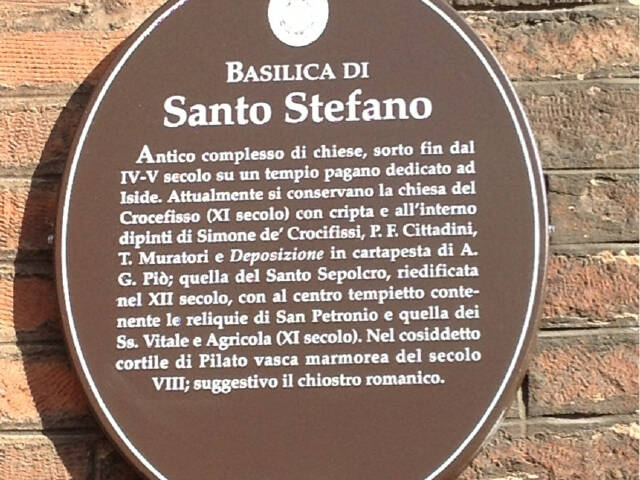 BASILICA DI
Santo Stefano
Antico complesso di chiese, sorto fin dal
IV-V secolo su un tempio pagano dedicato ad
Iside. Attualmente si conservano la chiesa del
Crocefisso (XI secolo) con cripta e all'interno
dipinti di Simone de' Crocifissi, P. F. Cittadini,
T. Muratori e Deposizione in cartapesta di A.
G. Piò; quella del Santo Sepolcro, riedificata
nel XII secolo, con al centro tempietto conte-
nente le reliquie di San Petronio e quella dei
Ss. Vitale e Agricola (XI secolo). Nel cosiddetto
cortile di Pilato vasca marmorea del secolo
VIII; suggestivo il chiostro romanico.